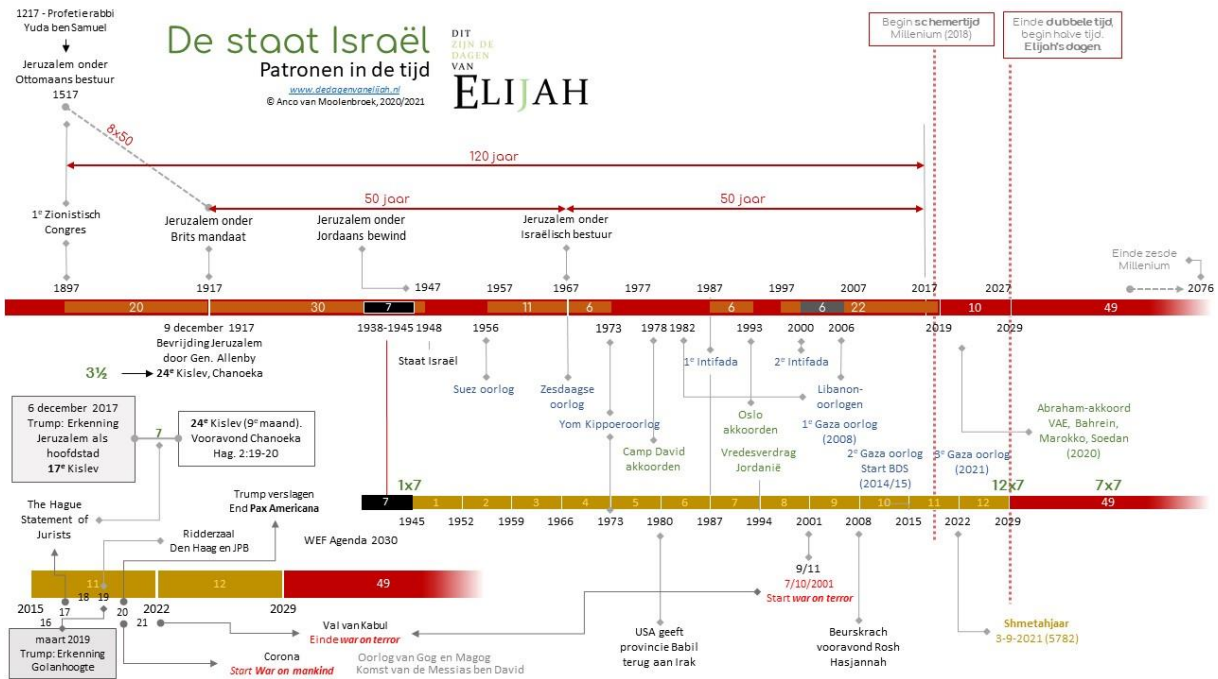 1217 - Profetie rabbi
Yuda ben Samuel
Jeruzalem onder
Ottomaans bestuur
1517
De staat Israël
Patronen in de tijd
www.dedagenvanelijah.nl
© Anco van Moolenbroek, 2020/2021
DIT
ZIJN DE
DAGEN
VAN
ELIJAH
Begin schemertijd
Millenium (2018)
Einde dubbele tijd,
begin halve tijd.
Elijah's dagen.
8x50
120 jaar
50 jaar
50 jaar
1e Zionistisch
Congres
Jeruzalem onder
Brits mandaat
Jeruzalem onder
Jordaans bewind
Jeruzalem onder
Israëlisch bestuur
Einde zesde
Millenium
1897
1917
1947
1957
1967
1977
1987
1997
2007
2017
2027
2076
20
30
7
11
6
6
6
22
10
49
1938-1945
1948
1956
1967
1973
1978
1982
1993
2000
2006
2019
2029
9 december 1917
Bevrijding Jeruzalem
door Gen. Allenby
24e Kislev, Chanoeka
3½
Staat Israël
Suez oorlog
Zesdaagse
oorlog
Yom Kippoeroorlog
Camp David
akkoorden
1e Intifada
Oslo
akkoorden
Vredesverdrag
Jordanië
2e Intifada
Libanon-
oorlogen
1e Gaza oorlog
(2008)
2e Gaza oorlog
Start BDS
(2014/15)
3e Gaza oorlog
(2021)
Abraham-akkoord
VAE, Bahrein,
Marokko, Soedan
(2020)
6 december 2017
Trump: Erkenning
Jeruzalem als
hoofdstad
17e Kislev
7
24e Kislev (9e maand).
Vooravond Chanoeka
Hag. 2:19-20
1x7
12x7
7x7
7
1
2
3
4
5
6
7
8
9
10
11
12
49
1945
1952
1959
1966
1973
1980
1987
1994
2001
2008
2015
2022
2029
The Hague
Statement of
Jurists
Trump verslagen
End Pax Americana
Ridderzaal
Den Haag en JPB
WEF Agenda 2030
11
12
49
2015
16
17
18
19
20
21
2022
2029
maart 2019
Trump: Erkenning
Golanhoogte
Val van Kabul
Einde war on terror
Corona
Start War on mankind
Oorlog van Gog en Magog
Komst van de Messias ben David
9/11
7/10/2001
Start war on terror
USA geeft
provincie Babil
terug aan Irak
Beurskrach
vooravond Rosh
Hasjannah
Shmetahjaar
3-9-2021 (5782)